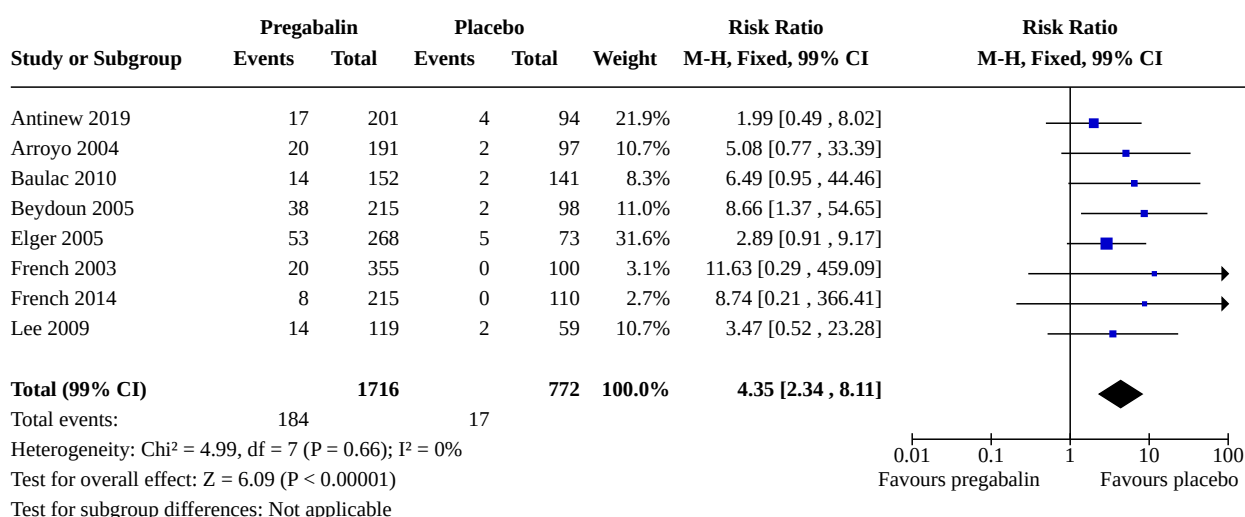 Pregabalin Placebo Risk Ratio Risk Ratio
Study or Subgroup Events Total Events Total Weight M-H, Fixed, 99% CI M-H, Fixed, 99% CI
Antinew 2019 17 201 4 94 21.9% 1.99 [0.49 , 8.02]
Arroyo 2004 20 191 2 97 10.7% 5.08 [0.77 , 33.39]
Baulac 2010 14 152 2 141 8.3% 6.49 [0.95 , 44.46]
Beydoun 2005 38 215 2 98 11.0% 8.66 [1.37 , 54.65]
Elger 2005 53 268 5 73 31.6% 2.89 [0.91 , 9.17]
French 2003 20 355 0 100 3.1% 11.63 [0.29 , 459.09]
French 2014 8 215 0 110 2.7% 8.74 [0.21 , 366.41]
Lee 2009 14 119 2 59 10.7% 3.47 [0.52 , 23.28]
Total (99% CI) 1716 772 100.0% 4.35 [2.34 , 8.11]
Total events: 184 17
Heterogeneity: Chi² = 4.99, df = 7 (P = 0.66); I² = 0%
Test for overall effect: Z = 6.09 (P < 0.00001)
Test for subgroup differences: Not applicable
0.01 0.1 1 10 100
Favours pregabalin Favours placebo